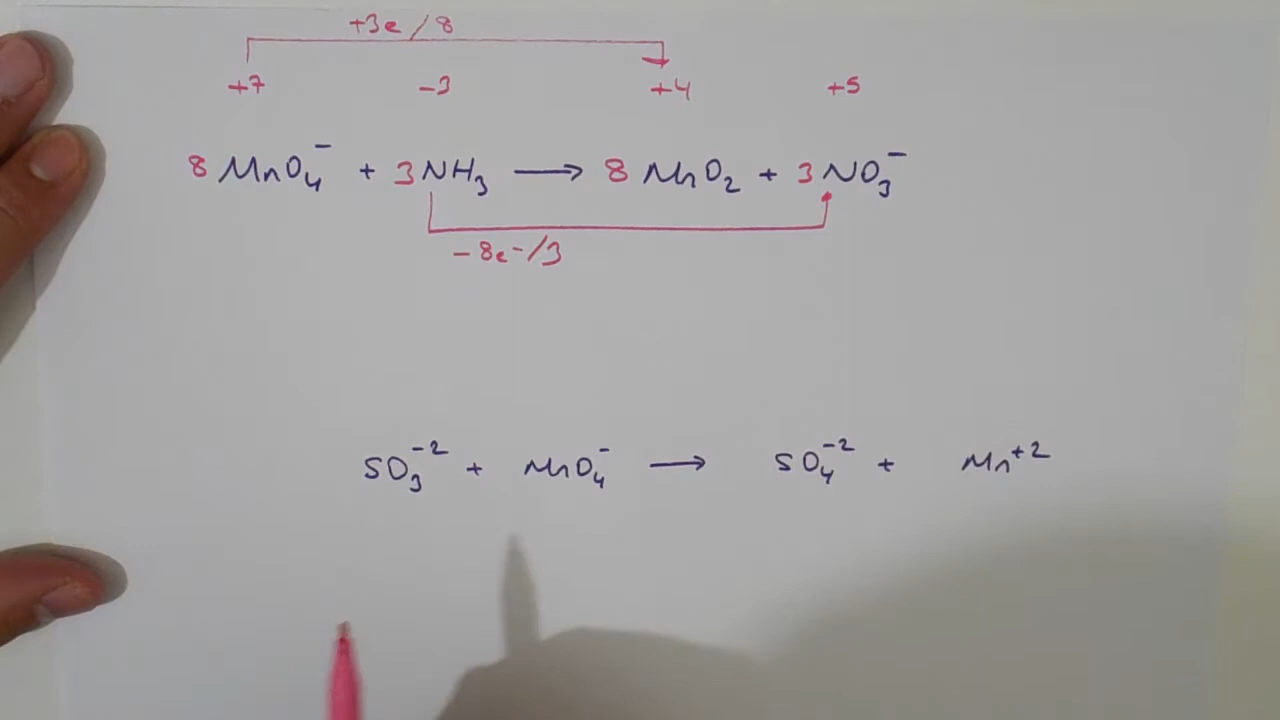 +3e / 8
+7 -3 +4 +5
8 MnO₄⁻ + 3 NH₃ → 8 MnO₂ + 3 NO₃⁻
-8e⁻/3
SO₃⁻² + MnO₄⁻ → SO₄⁻² + Mn⁺²